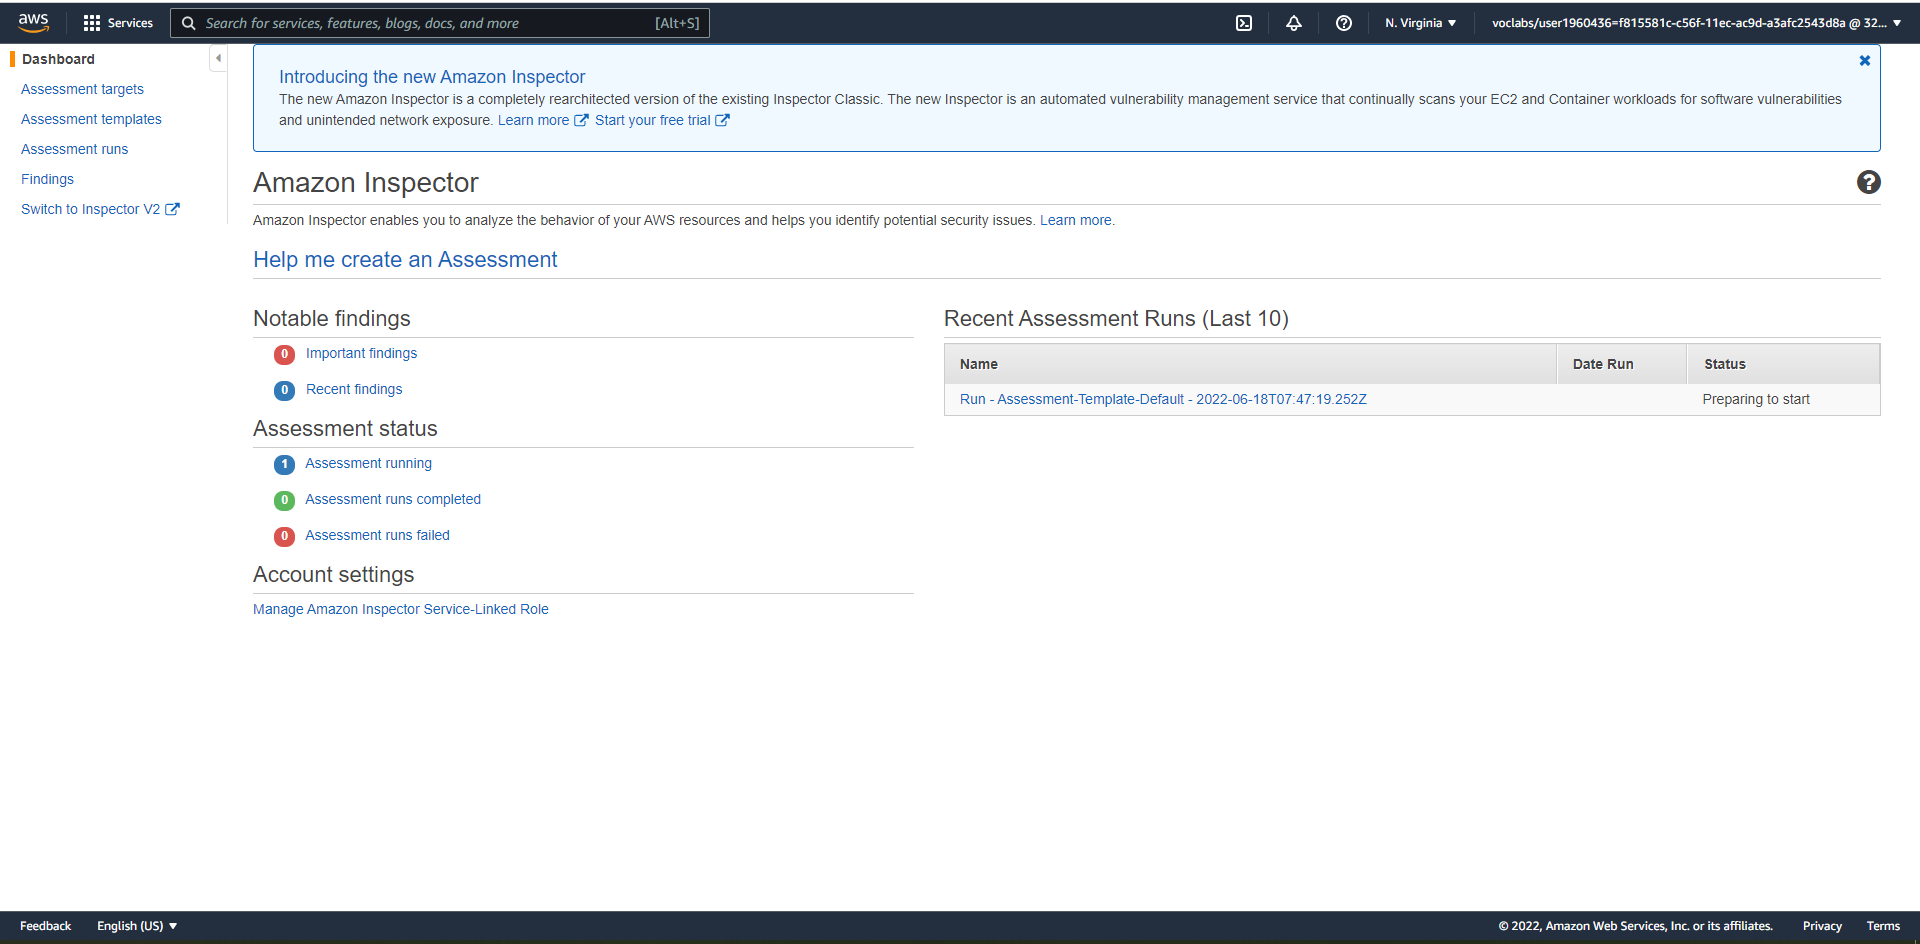 aws Services Search for services, features, blogs, docs, and more [Alt+S] N. Virginia voclabs/user1960436=f815581c-c56f-11ec-ac9d-a3afc2543d8a @ 32...
Dashboard
Assessment targets
Assessment templates
Assessment runs
Findings
Switch to Inspector V2
Introducing the new Amazon Inspector
The new Amazon Inspector is a completely rearchitected version of the existing Inspector Classic. The new Inspector is an automated vulnerability management service that continually scans your EC2 and Container workloads for software vulnerabilities
and unintended network exposure. Learn more Start your free trial
Amazon Inspector
Amazon Inspector enables you to analyze the behavior of your AWS resources and helps you identify potential security issues. Learn more.
Help me create an Assessment
Notable findings
0 Important findings
0 Recent findings
Assessment status
1 Assessment running
0 Assessment runs completed
0 Assessment runs failed
Account settings
Manage Amazon Inspector Service-Linked Role
Recent Assessment Runs (Last 10)
Name Date Run Status
Run - Assessment-Template-Default - 2022-06-18T07:47:19.252Z Preparing to start
Feedback English (US) © 2022, Amazon Web Services, Inc. or its affiliates. Privacy Terms